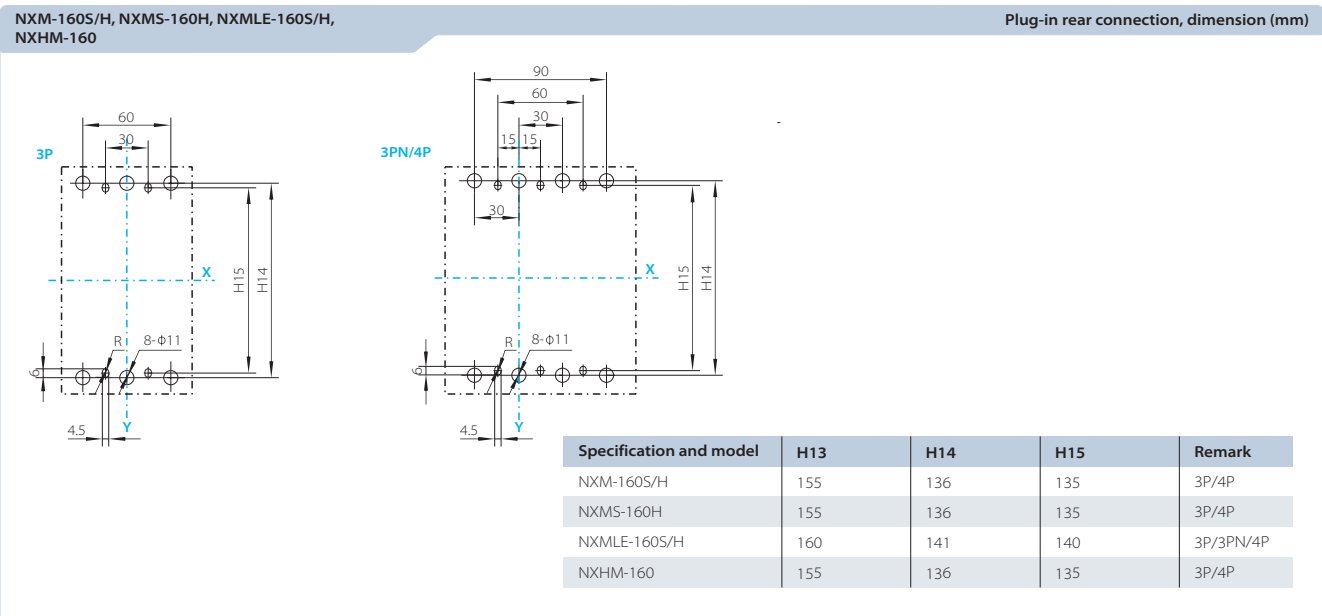 NXM-160S/H, NXMS-160H, NXMLE-160S/H,
NXHM-160
Plug-in rear connection, dimension (mm)
3P
60
30
X
H15
H14
R
8-Φ11
6
4.5
Y
3PN/4P
90
60
30
15
15
30
X
H15
H14
R
8-Φ11
6
4.5
Y
Specification and model H13 H14 H15 Remark
NXM-160S/H 155 136 135 3P/4P
NXMS-160H 155 136 135 3P/4P
NXMLE-160S/H 160 141 140 3P/3PN/4P
NXHM-160 155 136 135 3P/4P